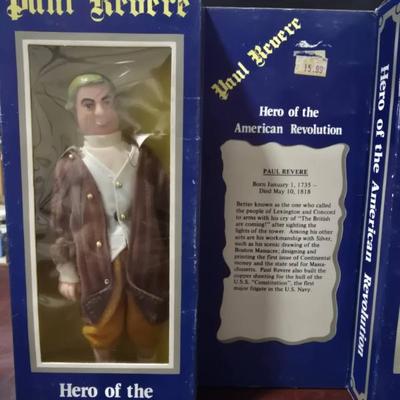 Paul Revere
Hero of the
Paul Revere
15.99
Hero of the
American Revolution
PAUL REVERE
Born January 1, 1735 –
Died May 10, 1818
Better known as the one who called
the people of Lexington and Concord
to arms with his cry of "The British
are coming!" after sighting the
lights of the tower. Among his other
arts are his workmanship with Silver,
such as his scenic drawing of the
Boston Massacre; designing and
printing the first issue of Continental
money and the state seal for Massa-
chusetts. Paul Revere also built the
copper sheeting for the hull of the
U.S.S. "Constitution", the first
major frigate in the U.S. Navy.
Hero of the American Revolution